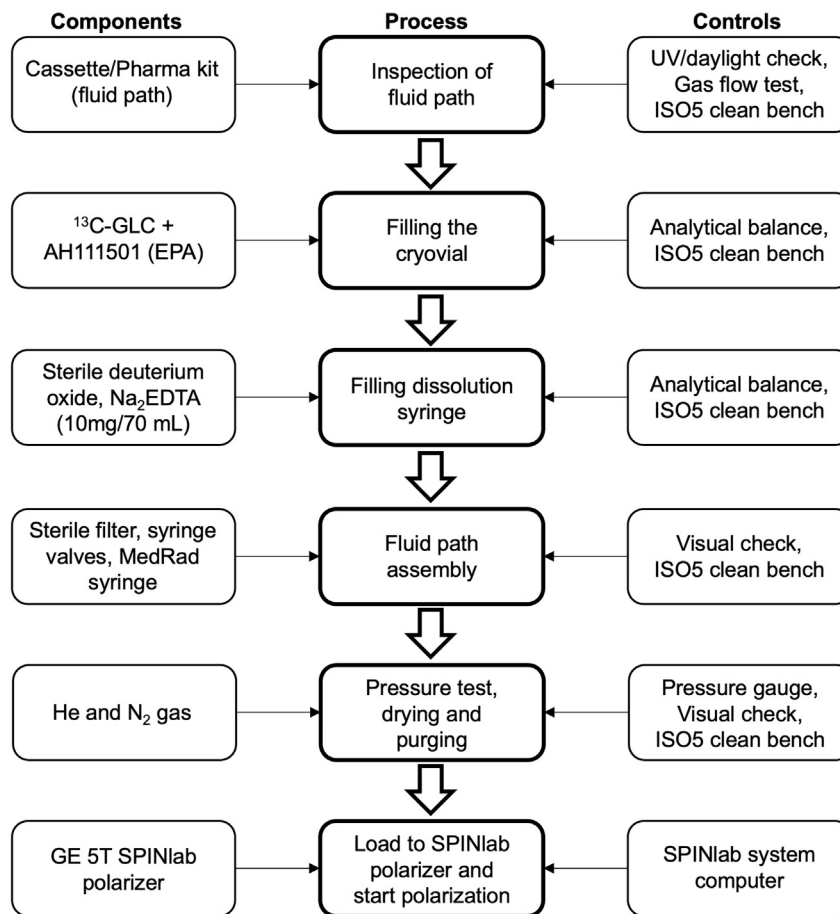 Components
Process
Controls
Cassette/Pharma kit
(fluid path)
Inspection of
fluid path
UV/daylight check,
Gas flow test,
ISO5 clean bench
¹³C-GLC +
AH111501 (EPA)
Filling the
cryovial
Analytical balance,
ISO5 clean bench
Sterile deuterium
oxide, Na₂EDTA
(10mg/70 mL)
Filling dissolution
syringe
Analytical balance,
ISO5 clean bench
Sterile filter, syringe
valves, MedRad
syringe
Fluid path
assembly
Visual check,
ISO5 clean bench
He and N₂ gas
Pressure test,
drying and
purging
Pressure gauge,
Visual check,
ISO5 clean bench
GE 5T SPINlab
polarizer
Load to SPINlab
polarizer and
start polarization
SPINlab system
computer